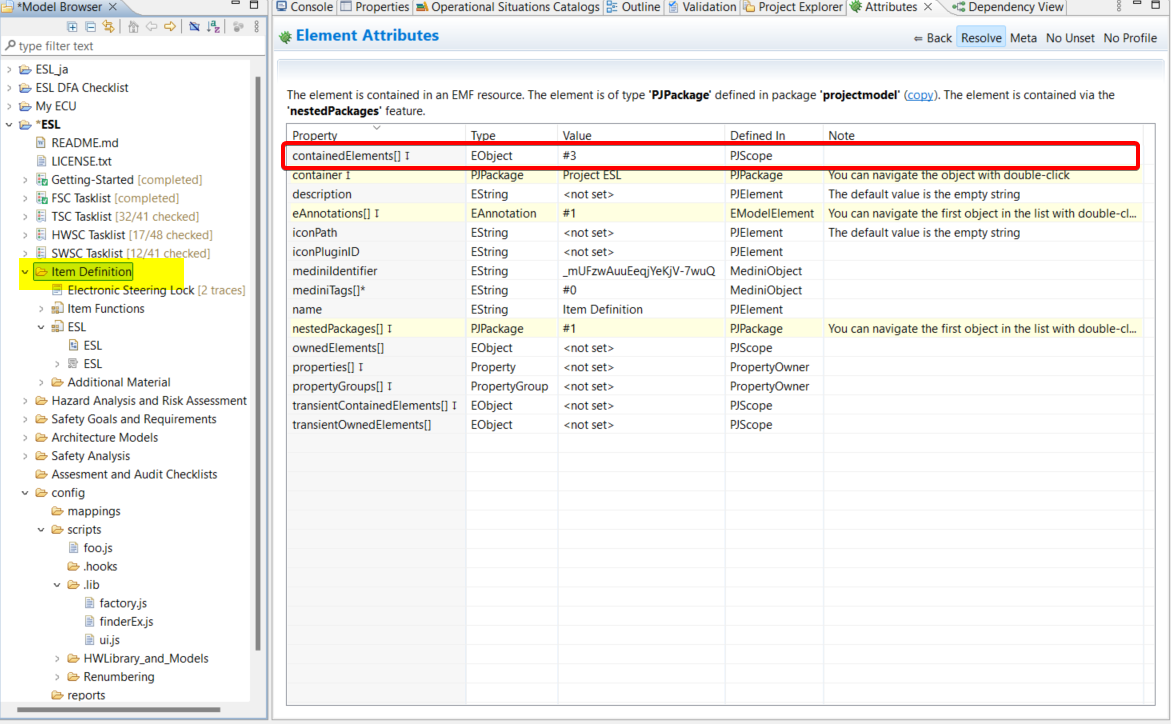 *Model Browser
type filter text
ESL_ja
ESL DFA Checklist
My ECU
*ESL
README.md
LICENSE.txt
Getting-Started [completed]
FSC Tasklist [completed]
TSC Tasklist [32/41 checked]
HWSC Tasklist [17/48 checked]
SWSC Tasklist [12/41 checked]
Item Definition
Electronic Steering Lock [2 traces]
Item Functions
ESL
ESL
ESL
Additional Material
Hazard Analysis and Risk Assessment
Safety Goals and Requirements
Architecture Models
Safety Analysis
Assesment and Audit Checklists
config
mappings
scripts
foo.js
.hooks
.lib
factory.js
finderEx.js
ui.js
HWLibrary_and_Models
Renumbering
reports
Console Properties Operational Situations Catalogs Outline Validation Project Explorer Attributes Dependency View
Element Attributes
Back Resolve Meta No Unset No Profile
The element is contained in an EMF resource. The element is of type 'PJPackage' defined in package 'projectmodel' (copy). The element is contained via the
'nestedPackages' feature.
Property Type Value Defined In Note
containedElements[] I EObject #3 PJScope
container I PJPackage Project ESL PJPackage You can navigate the object with double-click
description EString <not set> PJElement The default value is the empty string
eAnnotations[] I EAnnotation #1 EModelElement You can navigate the first object in the list with double-cl...
iconPath EString <not set> PJElement The default value is the empty string
iconPluginID EString <not set> PJElement
mediniIdentifier EString _mUFzwAuuEeqjYeKjV-7wuQ MediniObject
mediniTags[]* EString #0 MediniObject
name EString Item Definition PJElement
nestedPackages[] I PJPackage #1 PJPackage You can navigate the first object in the list with double-cl...
ownedElements[] EObject <not set> PJScope
properties[] I Property <not set> PropertyOwner
propertyGroups[] I PropertyGroup <not set> PropertyOwner
transientContainedElements[] I EObject <not set> PJScope
transientOwnedElements[] EObject <not set> PJScope